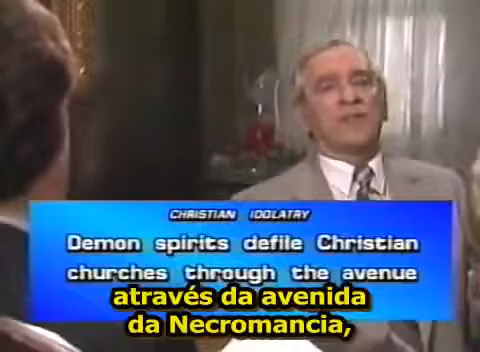 CHRISTIAN IDOLATRY
Demon spirits defile Christian
churches through the avenue
através da avenida
da Necromancia,